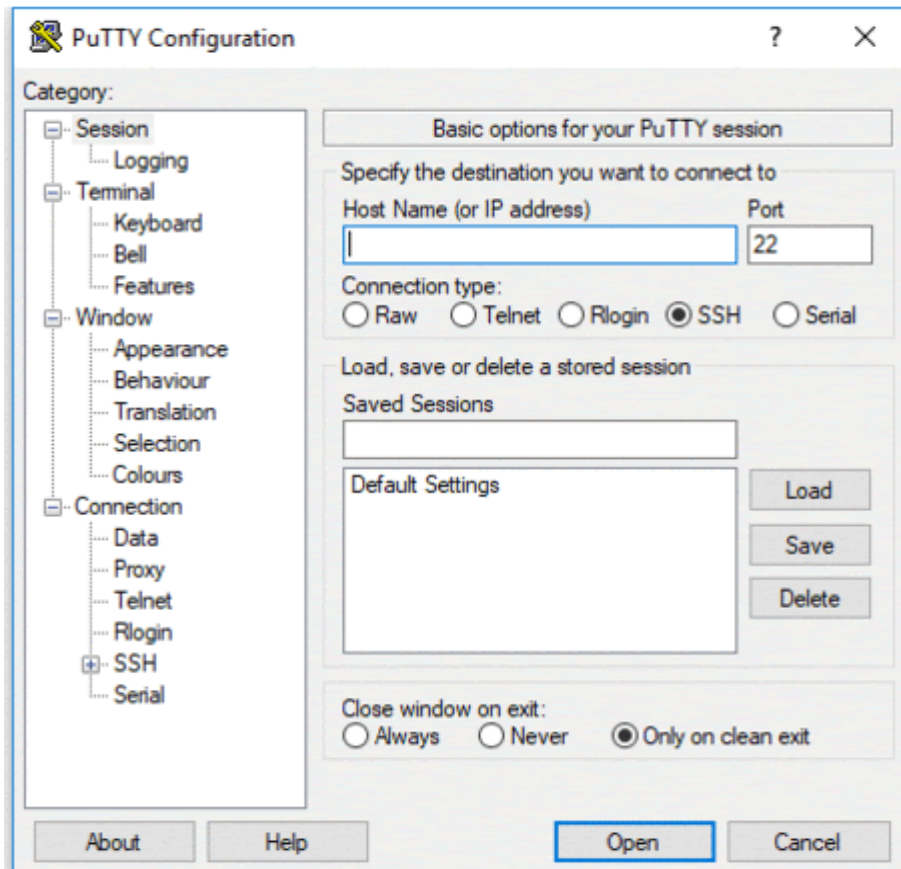 PuTTY Configuration
?
Category:
Session
Logging
Terminal
Keyboard
Bell
Features
Window
Appearance
Behaviour
Translation
Selection
Colours
Connection
Data
Proxy
Telnet
Rlogin
SSH
Serial
Basic options for your PuTTY session
Specify the destination you want to connect to
Host Name (or IP address) Port
22
Connection type:
Raw Telnet Rlogin SSH Serial
Load, save or delete a stored session
Saved Sessions
Default Settings
Load
Save
Delete
Close window on exit:
Always Never Only on clean exit
About Help Open Cancel